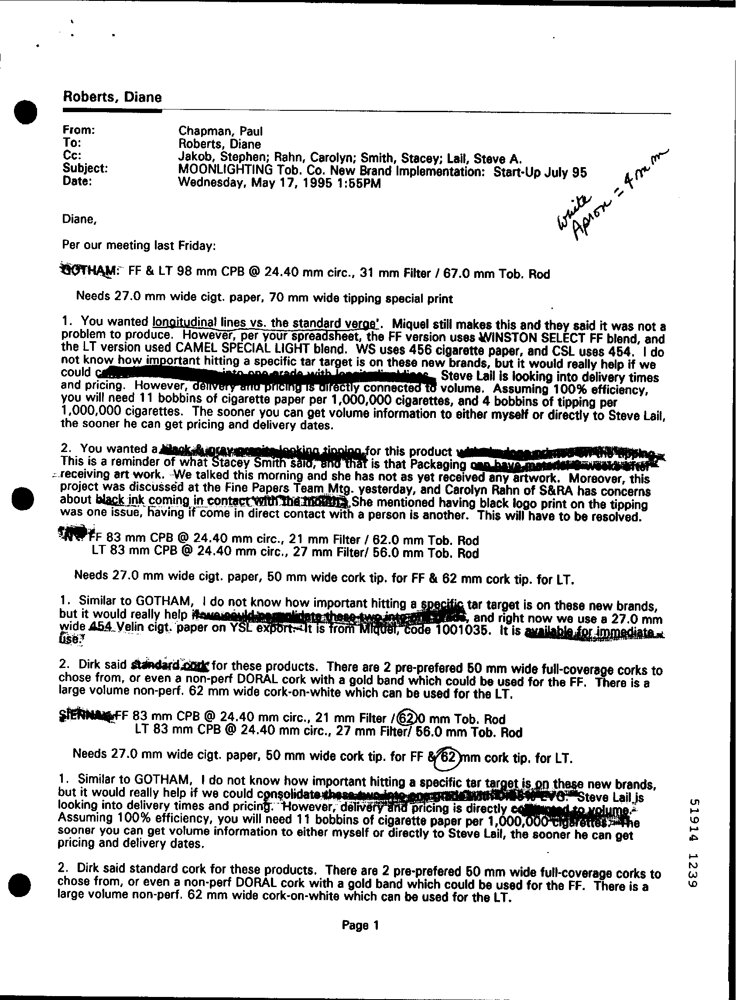 Roberts, Diane
From: Chapman, Paul
To: Roberts, Diane
Cc: Jakob, Stephen; Rahn, Carolyn; Smith, Stacey; Lail, Steve A.
Subject: MOONLIGHTING Tob. Co. New Brand Implementation: Start-Up July 95
Date: Wednesday, May 17, 1995 1:55PM
White
Apron = 4 mm
Diane,
Per our meeting last Friday:
GOTHAM: FF & LT 98 mm CPB @ 24.40 mm circ., 31 mm Filter / 67.0 mm Tob. Rod
Needs 27.0 mm wide cigt. paper, 70 mm wide tipping special print
1. You wanted longitudinal lines vs. the standard verge'. Miquel still makes this and they said it was not a
problem to produce. However, per your spreadsheet, the FF version uses WINSTON SELECT FF blend, and
the LT version used CAMEL SPECIAL LIGHT blend. WS uses 456 cigarette paper, and CSL uses 454. I do
not know how important hitting a specific tar target is on these new brands, but it would really help if we
could Steve Lail is looking into delivery times
and pricing. However, delivery and pricing is directly connected to volume. Assuming 100% efficiency,
you will need 11 bobbins of cigarette paper per 1,000,000 cigarettes, and 4 bobbins of tipping per
1,000,000 cigarettes. The sooner you can get volume information to either myself or directly to Steve Lail,
the sooner he can get pricing and delivery dates.
2. You wanted a looking tipping for this product
This is a reminder of what Stacey Smith said, and that is that Packaging
receiving art work. We talked this morning and she has not as yet received any artwork. Moreover, this
project was discussed at the Fine Papers Team Mtg. yesterday, and Carolyn Rahn of S&RA has concerns
about black ink coming in contact with the mouth. She mentioned having black logo print on the tipping
was one issue, having if come in direct contact with a person is another. This will have to be resolved.
FF 83 mm CPB @ 24.40 mm circ., 21 mm Filter / 62.0 mm Tob. Rod
LT 83 mm CPB @ 24.40 mm circ., 27 mm Filter/ 56.0 mm Tob. Rod
Needs 27.0 mm wide cigt. paper, 50 mm wide cork tip. for FF & 62 mm cork tip. for LT.
1. Similar to GOTHAM, I do not know how important hitting a specific tar target is on these new brands,
but it would really help and right now we use a 27.0 mm
wide 454 Velin cigt. paper on YSL export. It is from Miquel, code 1001035. It is available for immediate
use.
2. Dirk said standard cork for these products. There are 2 pre-prefered 50 mm wide full-coverage corks to
chose from, or even a non-perf DORAL cork with a gold band which could be used for the FF. There is a
large volume non-perf. 62 mm wide cork-on-white which can be used for the LT.
SIENNA FF 83 mm CPB @ 24.40 mm circ., 21 mm Filter / 62.0 mm Tob. Rod
LT 83 mm CPB @ 24.40 mm circ., 27 mm Filter/ 56.0 mm Tob. Rod
Needs 27.0 mm wide cigt. paper, 50 mm wide cork tip. for FF & 62 mm cork tip. for LT.
1. Similar to GOTHAM, I do not know how important hitting a specific tar target is on these new brands,
but it would really help if we could consolidate these two into one grade Steve Lail is
looking into delivery times and pricing. However, delivery and pricing is directly connected to volume.
Assuming 100% efficiency, you will need 11 bobbins of cigarette paper per 1,000,000 cigarettes. The
sooner you can get volume information to either myself or directly to Steve Lail, the sooner he can get
pricing and delivery dates.
2. Dirk said standard cork for these products. There are 2 pre-prefered 50 mm wide full-coverage corks to
chose from, or even a non-perf DORAL cork with a gold band which could be used for the FF. There is a
large volume non-perf. 62 mm wide cork-on-white which can be used for the LT.
51914 1239
Page 1